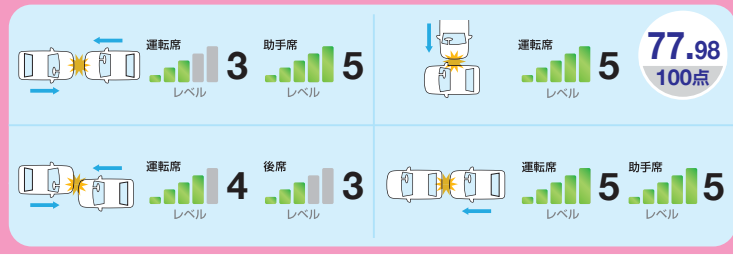 運転席 レベル 3 助手席 レベル 5
運転席 レベル 5
77.98
100点
運転席 レベル 4 後席 レベル 3
運転席 レベル 5 助手席 レベル 5